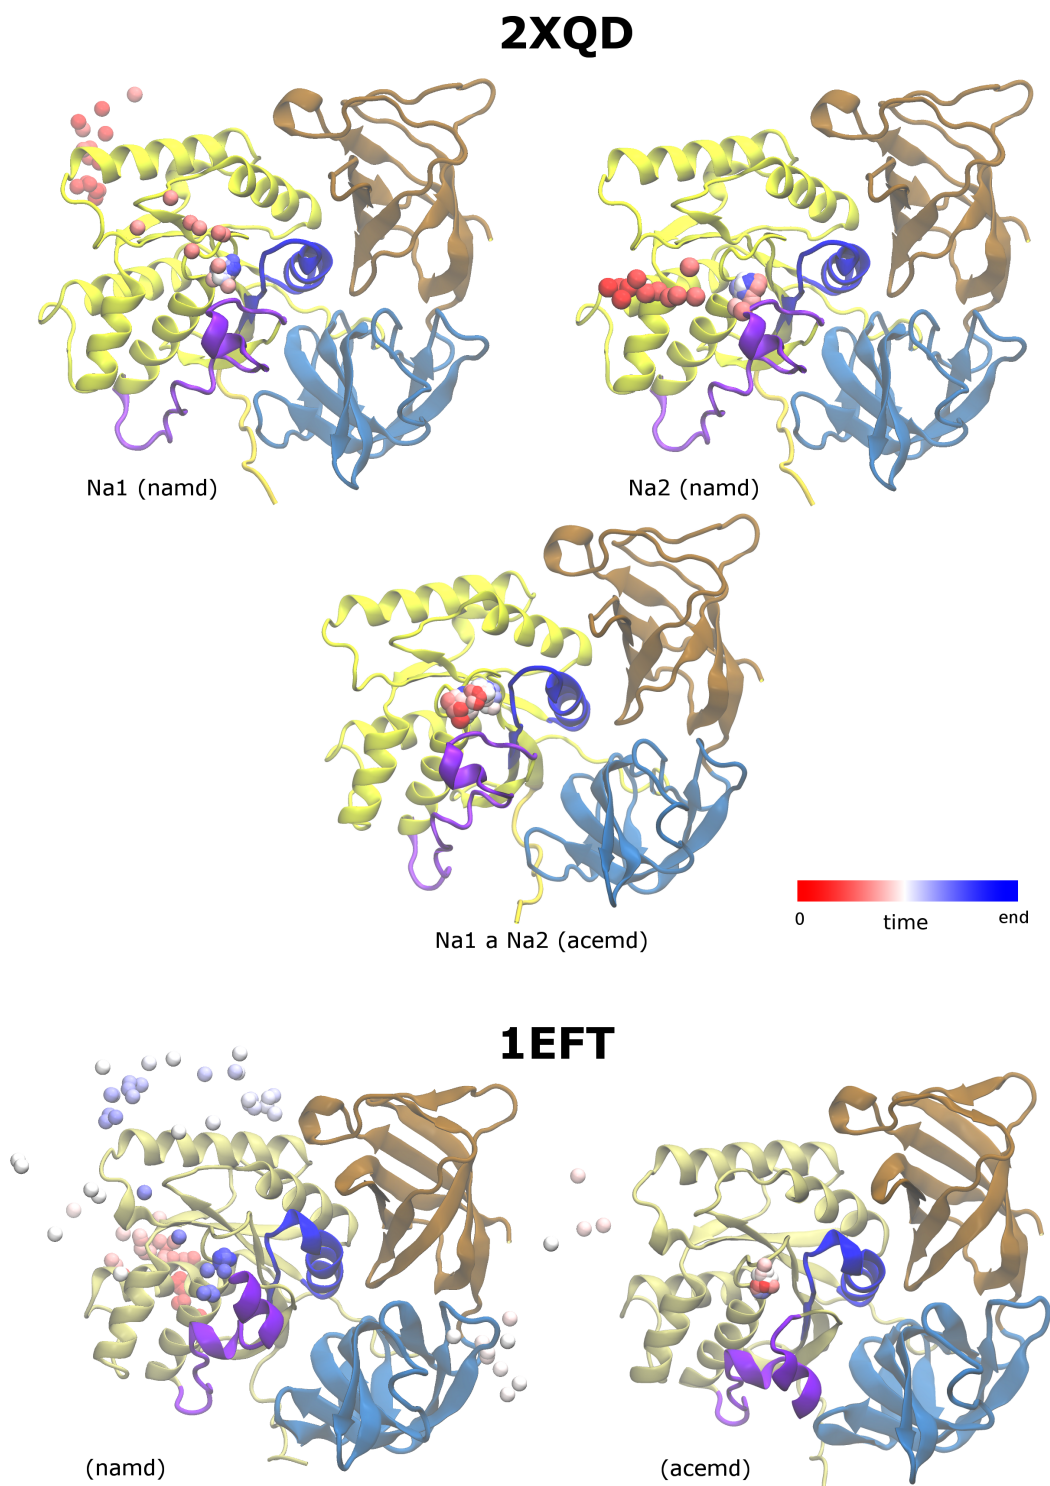 2XQD
Na1 (namd)
Na2 (namd)
Na1 a Na2 (acemd)
0 time end
1EFT
(namd)
(acemd)